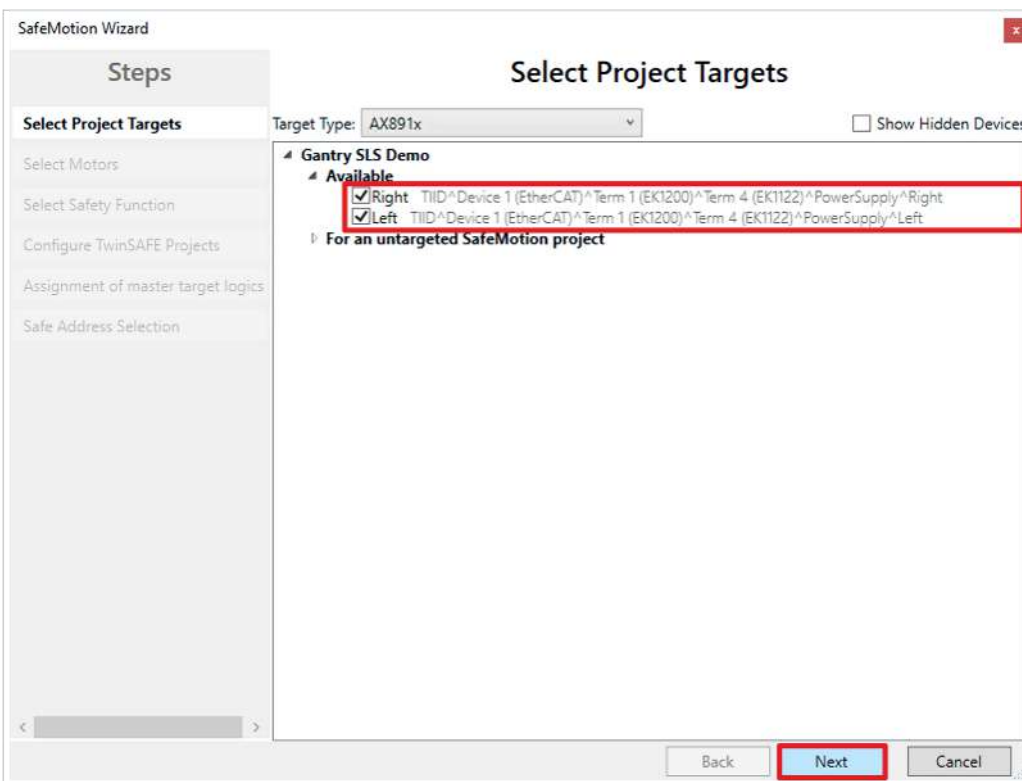 SafeMotion Wizard
x
Steps
Select Project Targets
Select Project Targets
Target Type: AX891x
Show Hidden Devices
Select Motors
Select Safety Function
Configure TwinSAFE Projects
Assignment of master target logics
Safe Address Selection
Gantry SLS Demo
Available
Right TIID^Device 1 (EtherCAT)^Term 1 (EK1200)^Term 4 (EK1122)^PowerSupply^Right
Left TIID^Device 1 (EtherCAT)^Term 1 (EK1200)^Term 4 (EK1122)^PowerSupply^Left
For an untargeted SafeMotion project
Back
Next
Cancel